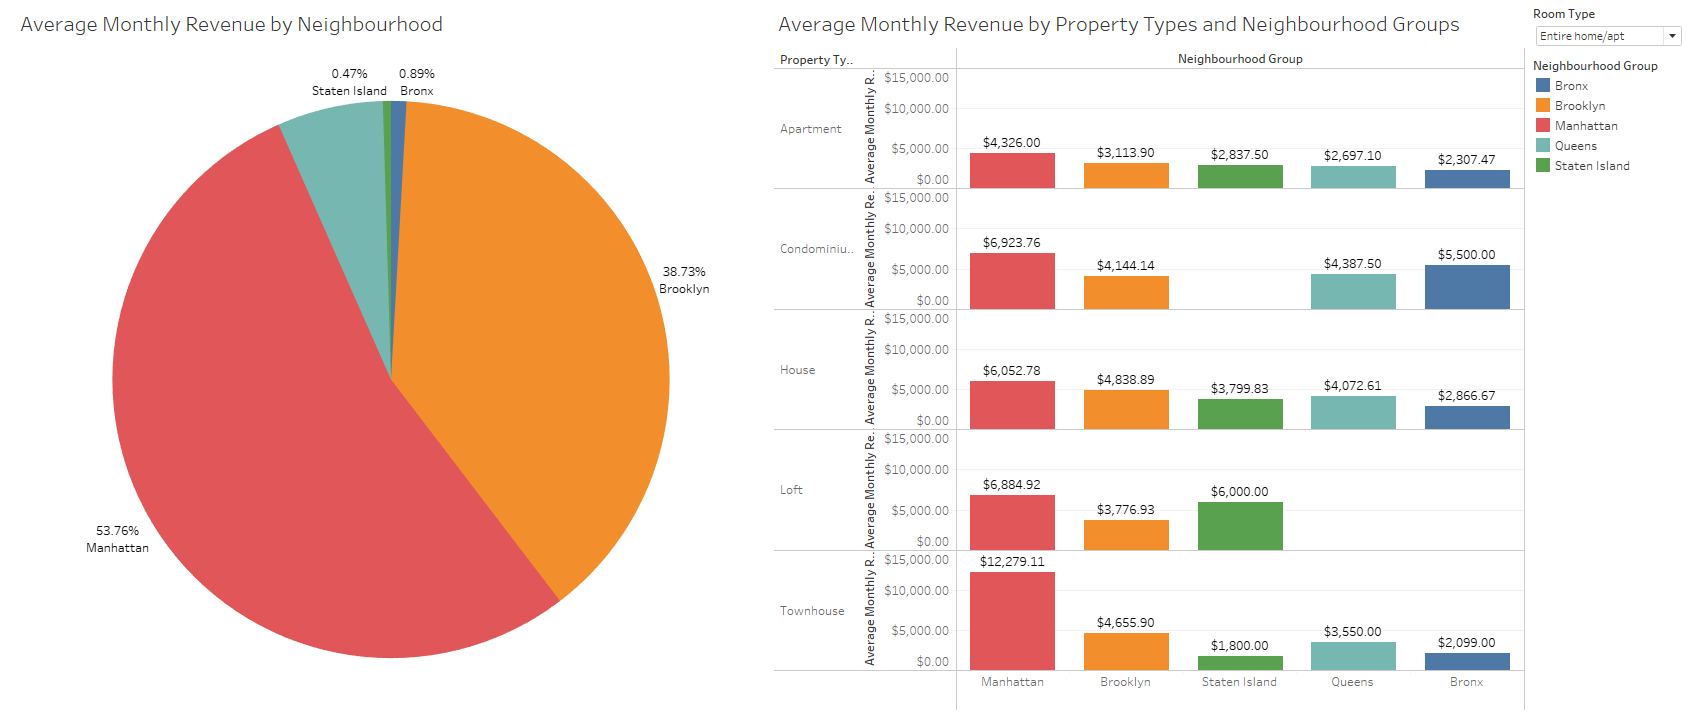 Average Monthly Revenue by Neighbourhood
0.47%
Staten Island
0.89%
Bronx
38.73%
Brooklyn
53.76%
Manhattan
Average Monthly Revenue by Property Types and Neighbourhood Groups
Property Ty..
Neighbourhood Group
Apartment
Average Monthly R..
$15,000.00
$10,000.00
$5,000.00
$0.00
$4,326.00
$3,113.90
$2,837.50
$2,697.10
$2,307.47
Condominiu..
Average Monthly Re..
$15,000.00
$10,000.00
$5,000.00
$0.00
$6,923.76
$4,144.14
$4,387.50
$5,500.00
House
Average Monthly R..
$15,000.00
$10,000.00
$5,000.00
$0.00
$6,052.78
$4,838.89
$3,799.83
$4,072.61
$2,866.67
Loft
Average Monthly Re..
$15,000.00
$10,000.00
$5,000.00
$0.00
$6,884.92
$3,776.93
$6,000.00
Townhouse
Average Monthly R..
$15,000.00
$10,000.00
$5,000.00
$0.00
$12,279.11
$4,655.90
$1,800.00
$3,550.00
$2,099.00
Manhattan
Brooklyn
Staten Island
Queens
Bronx
Room Type
Entire home/apt
Neighbourhood Group
Bronx
Brooklyn
Manhattan
Queens
Staten Island